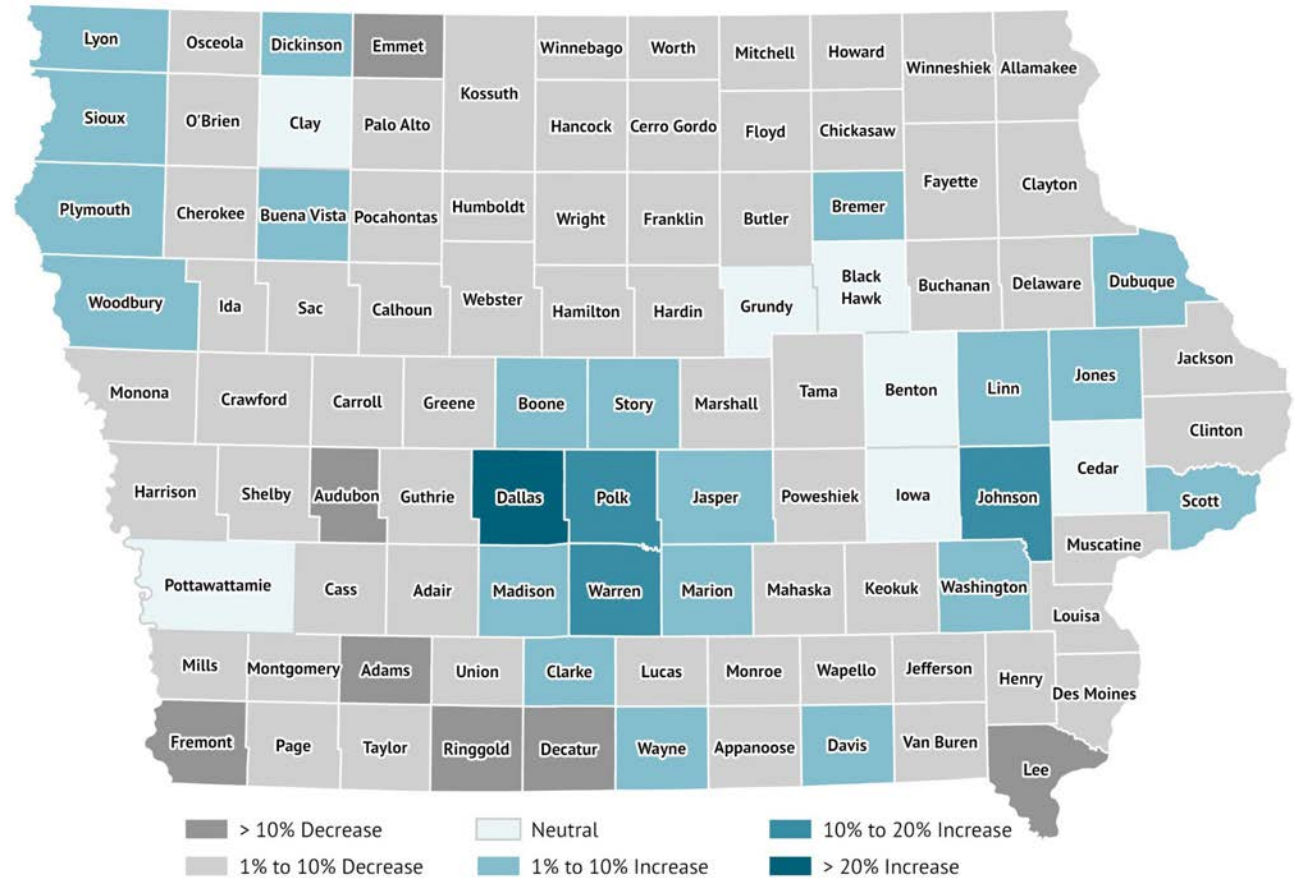 Lyon
Osceola
Dickinson
Emmet
Kossuth
Winnebago
Worth
Mitchell
Howard
Winneshiek
Allamakee
Sioux
O'Brien
Clay
Palo Alto
Hancock
Cerro Gordo
Floyd
Chickasaw
Fayette
Clayton
Plymouth
Cherokee
Buena Vista
Pocahontas
Humboldt
Wright
Franklin
Butler
Bremer
Woodbury
Ida
Sac
Calhoun
Webster
Hamilton
Hardin
Grundy
Black
Hawk
Buchanan
Delaware
Dubuque
Monona
Crawford
Carroll
Greene
Boone
Story
Marshall
Tama
Benton
Linn
Jones
Jackson
Clinton
Harrison
Shelby
Audubon
Guthrie
Dallas
Polk
Jasper
Poweshiek
Iowa
Johnson
Cedar
Scott
Muscatine
Pottawattamie
Cass
Adair
Madison
Warren
Marion
Mahaska
Keokuk
Washington
Louisa
Mills
Montgomery
Adams
Union
Clarke
Lucas
Monroe
Wapello
Jefferson
Henry
Des Moines
Fremont
Page
Taylor
Ringgold
Decatur
Wayne
Appanoose
Davis
Van Buren
Lee
> 10% Decrease
1% to 10% Decrease
Neutral
1% to 10% Increase
10% to 20% Increase
> 20% Increase